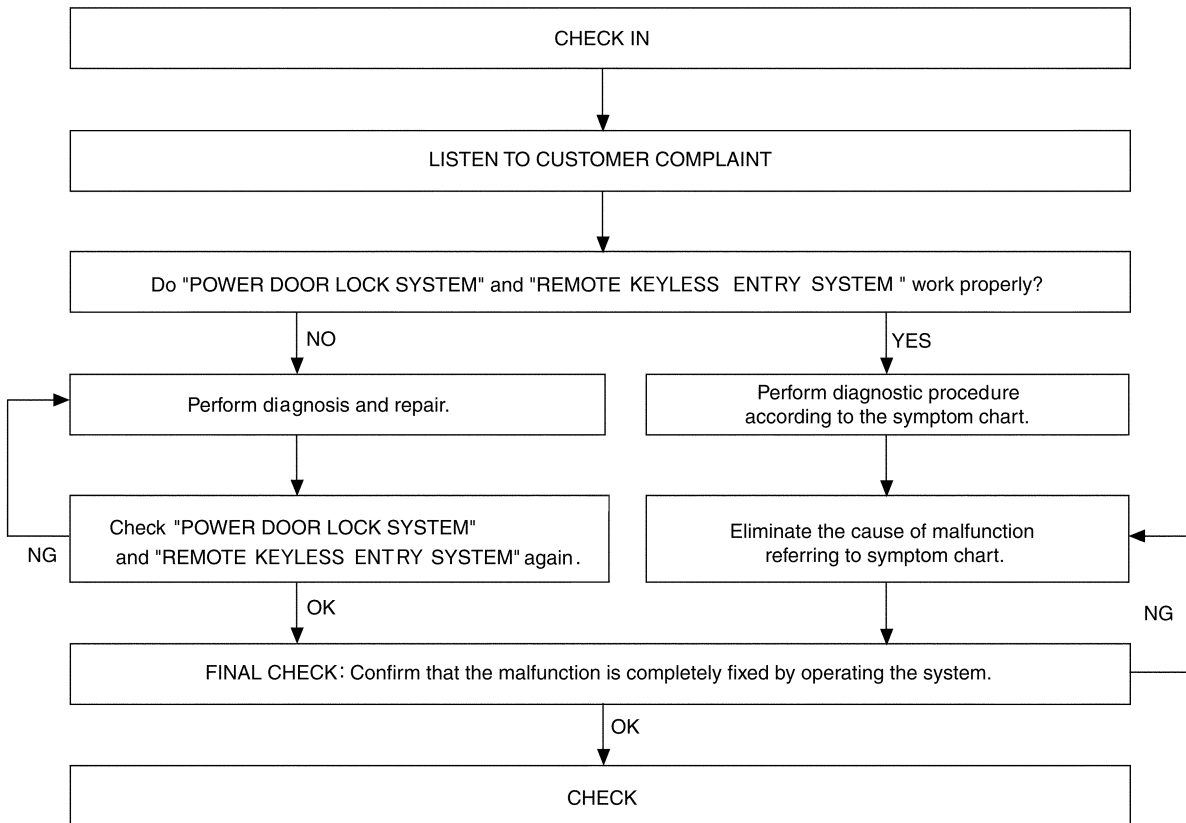 CHECK IN
LISTEN TO CUSTOMER COMPLAINT
Do "POWER DOOR LOCK SYSTEM" and "REMOTE KEYLESS ENTRY SYSTEM " work properly?
NO
YES
Perform diagnosis and repair.
Perform diagnostic procedure
according to the symptom chart.
Check "POWER DOOR LOCK SYSTEM"
and "REMOTE KEYLESS ENTRY SYSTEM" again.
NG
Eliminate the cause of malfunction
referring to symptom chart.
OK
NG
FINAL CHECK: Confirm that the malfunction is completely fixed by operating the system.
OK
CHECK